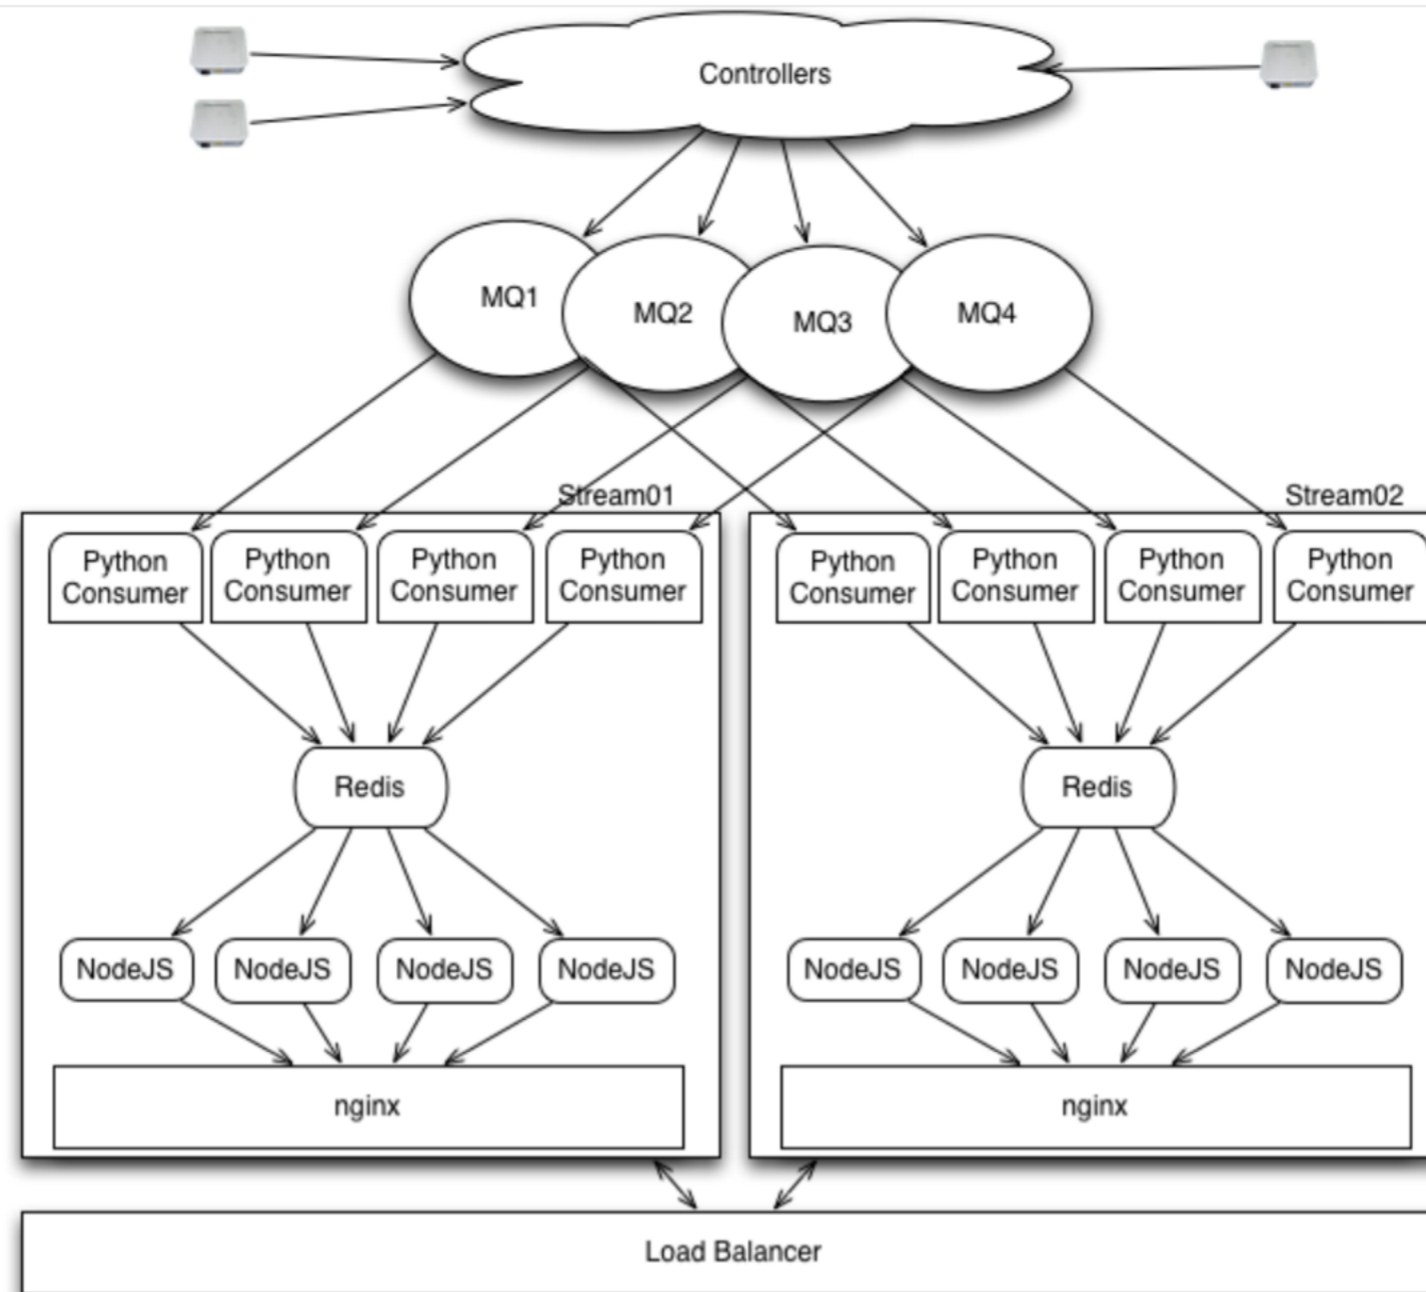 Controllers
MQ1
MQ2
MQ3
MQ4
Stream01
Stream02
Python
Consumer
Python
Consumer
Python
Consumer
Python
Consumer
Python
Consumer
Python
Consumer
Python
Consumer
Python
Consumer
Redis
Redis
NodeJS
NodeJS
NodeJS
NodeJS
NodeJS
NodeJS
NodeJS
NodeJS
nginx
nginx
Load Balancer